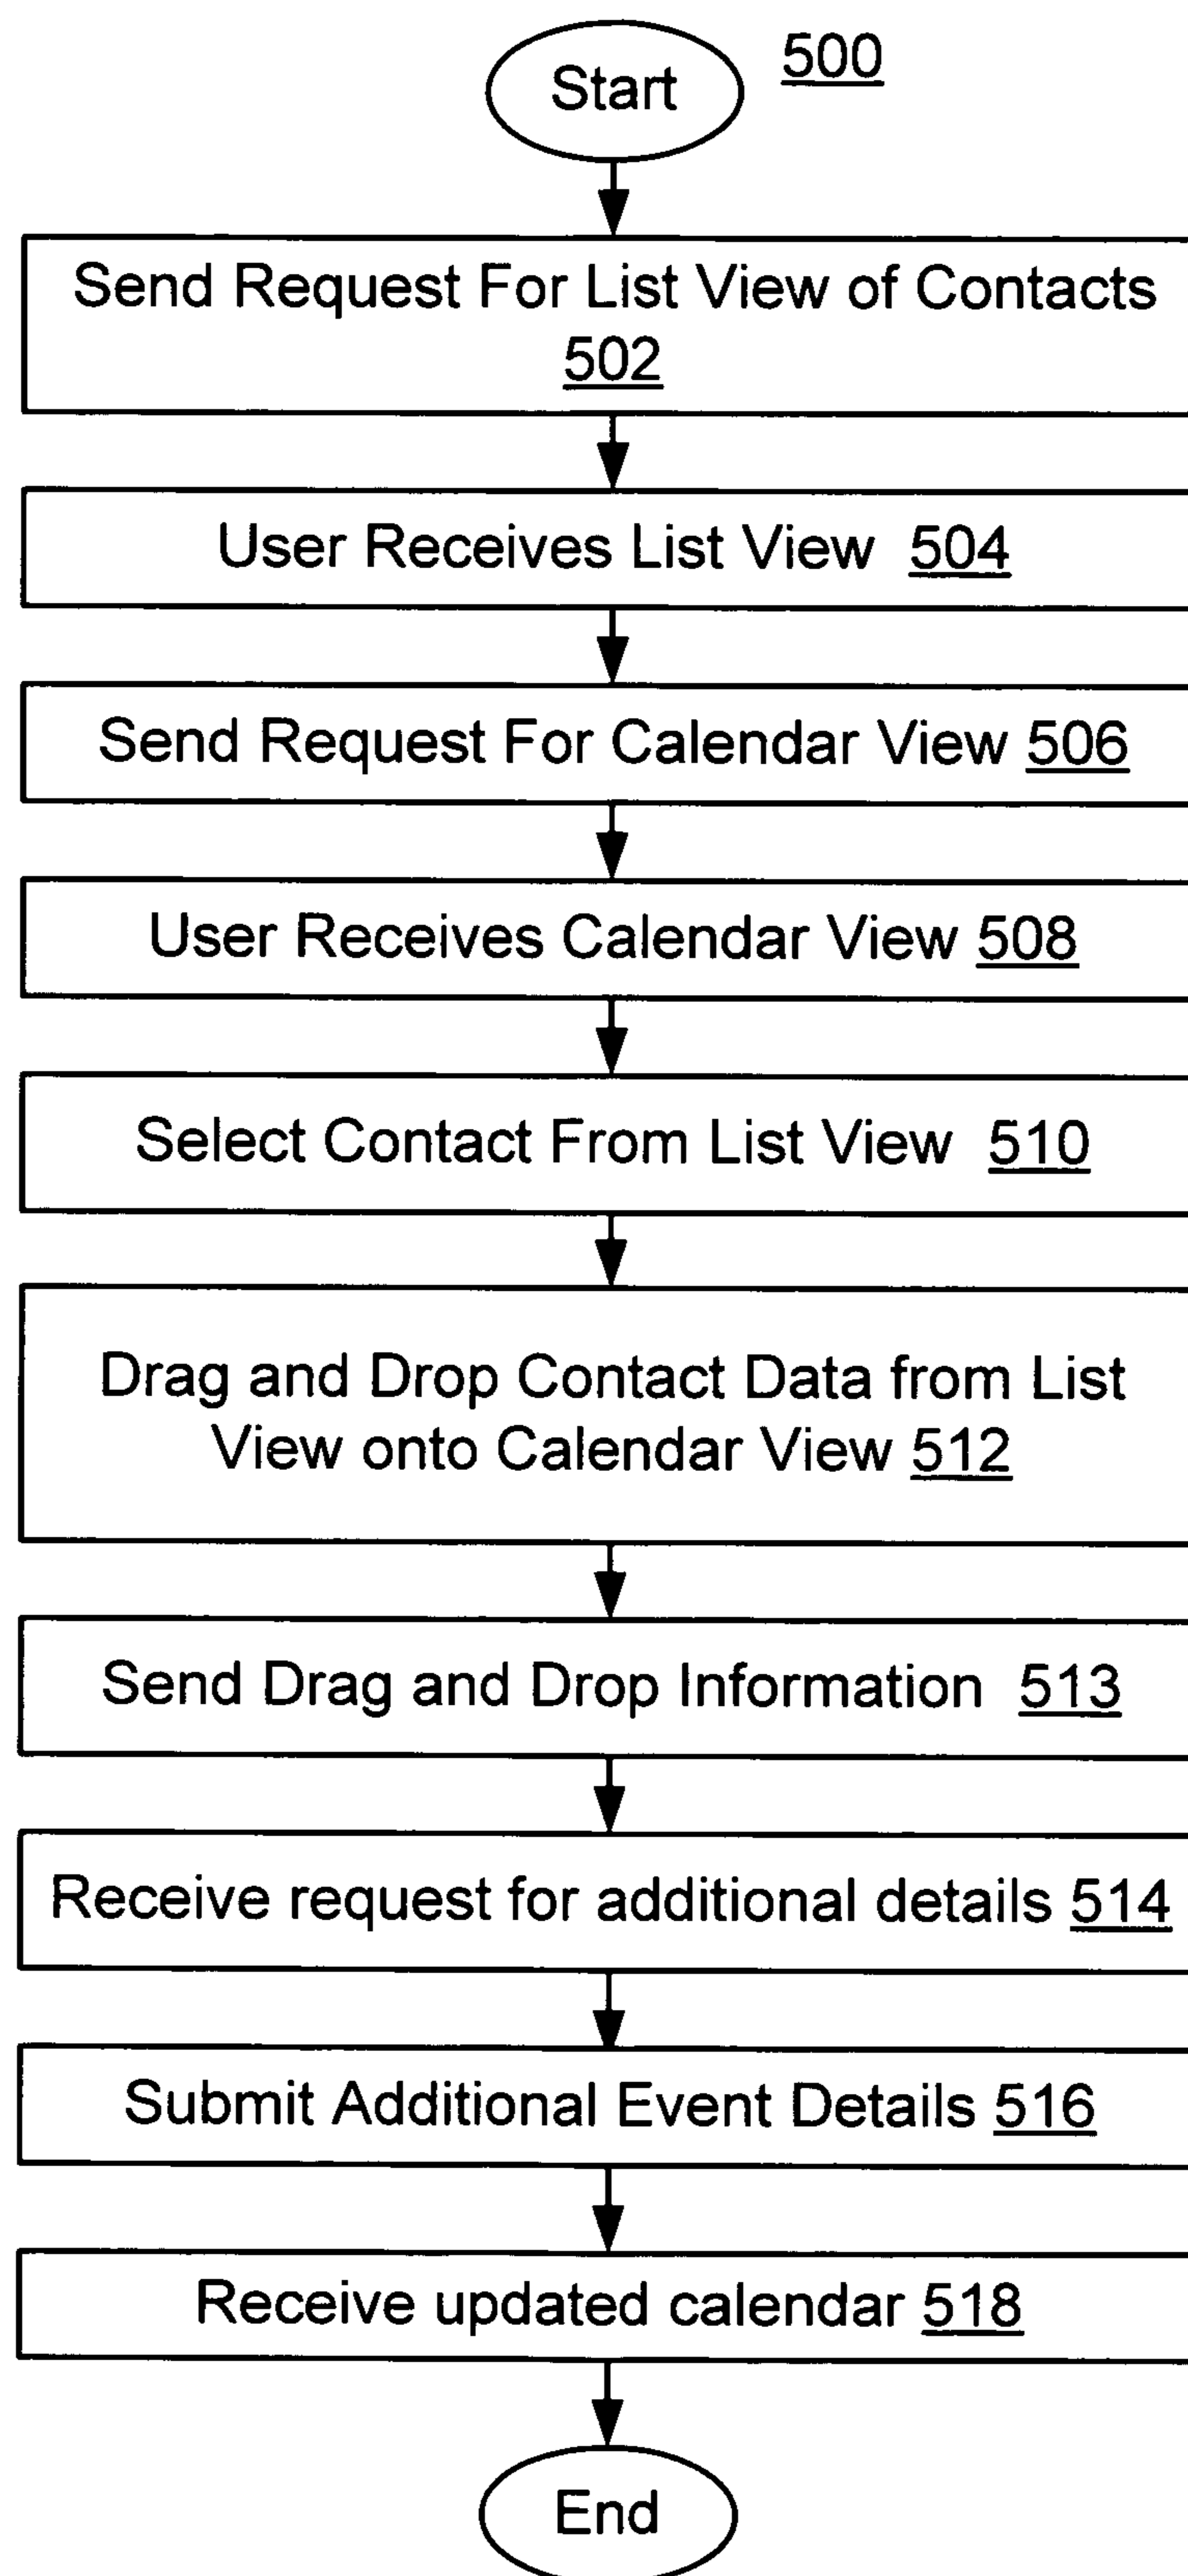 Start
500
Send Request For List View of Contacts
502
User Receives List View 504
Send Request For Calendar View 506
User Receives Calendar View 508
Select Contact From List View 510
Drag and Drop Contact Data from List
View onto Calendar View 512
Send Drag and Drop Information 513
Receive request for additional details 514
Submit Additional Event Details 516
Receive updated calendar 518
End